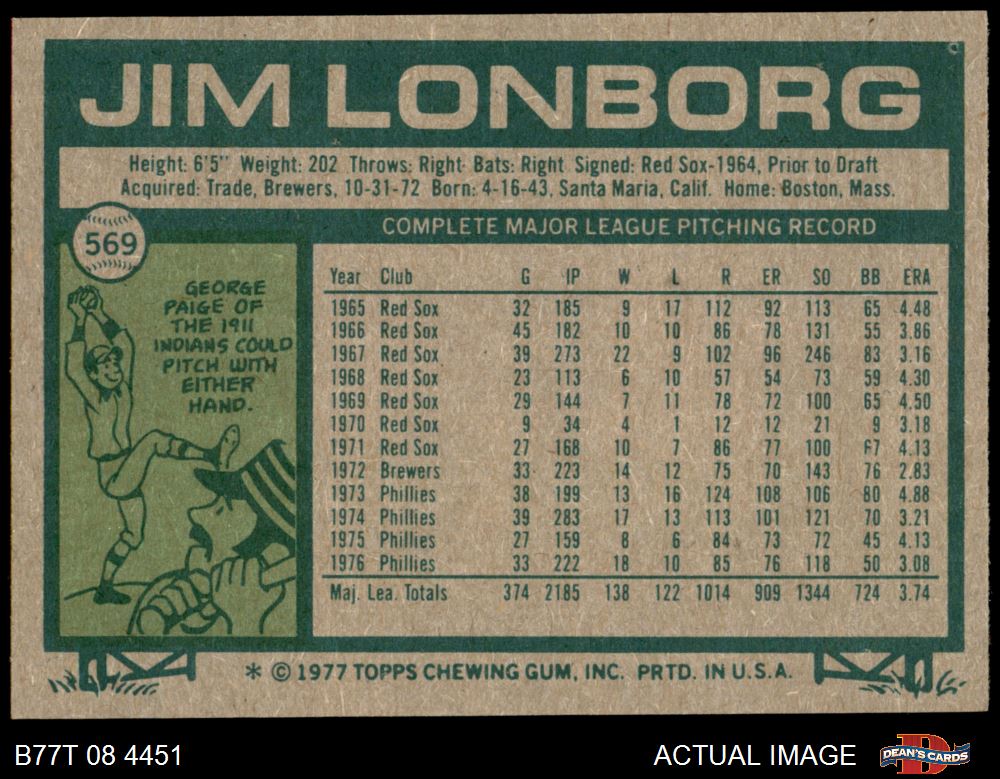 JIM LONBORG
Height: 6'5" Weight: 202 Throws: Right Bats: Right Signed: Red Sox-1964, Prior to Draft
Acquired: Trade, Brewers, 10-31-72 Born: 4-16-43, Santa Maria, Calif. Home: Boston, Mass.
569
GEORGE
PAIGE OF
THE 1911
INDIANS COULD
PITCH WITH
EITHER
HAND.
COMPLETE MAJOR LEAGUE PITCHING RECORD
Year Club G IP W L R ER SO BB ERA
1965 Red Sox 32 185 9 17 112 92 113 65 4.48
1966 Red Sox 45 182 10 10 86 78 131 55 3.86
1967 Red Sox 39 273 22 9 102 96 246 83 3.16
1968 Red Sox 23 113 6 10 57 54 73 59 4.30
1969 Red Sox 29 144 7 11 78 72 100 65 4.50
1970 Red Sox 9 34 4 1 12 12 21 9 3.18
1971 Red Sox 27 168 10 7 86 77 100 67 4.13
1972 Brewers 33 223 14 12 75 70 143 76 2.83
1973 Phillies 38 199 13 16 124 108 106 80 4.88
1974 Phillies 39 283 17 13 113 101 121 70 3.21
1975 Phillies 27 159 8 6 84 73 72 45 4.13
1976 Phillies 33 222 18 10 85 76 118 50 3.08
Maj. Lea. Totals 374 2185 138 122 1014 909 1344 724 3.74
* © 1977 TOPPS CHEWING GUM, INC. PRTD. IN U.S.A.
B77T 08 4451
ACTUAL IMAGE
DEAN'S CARDS